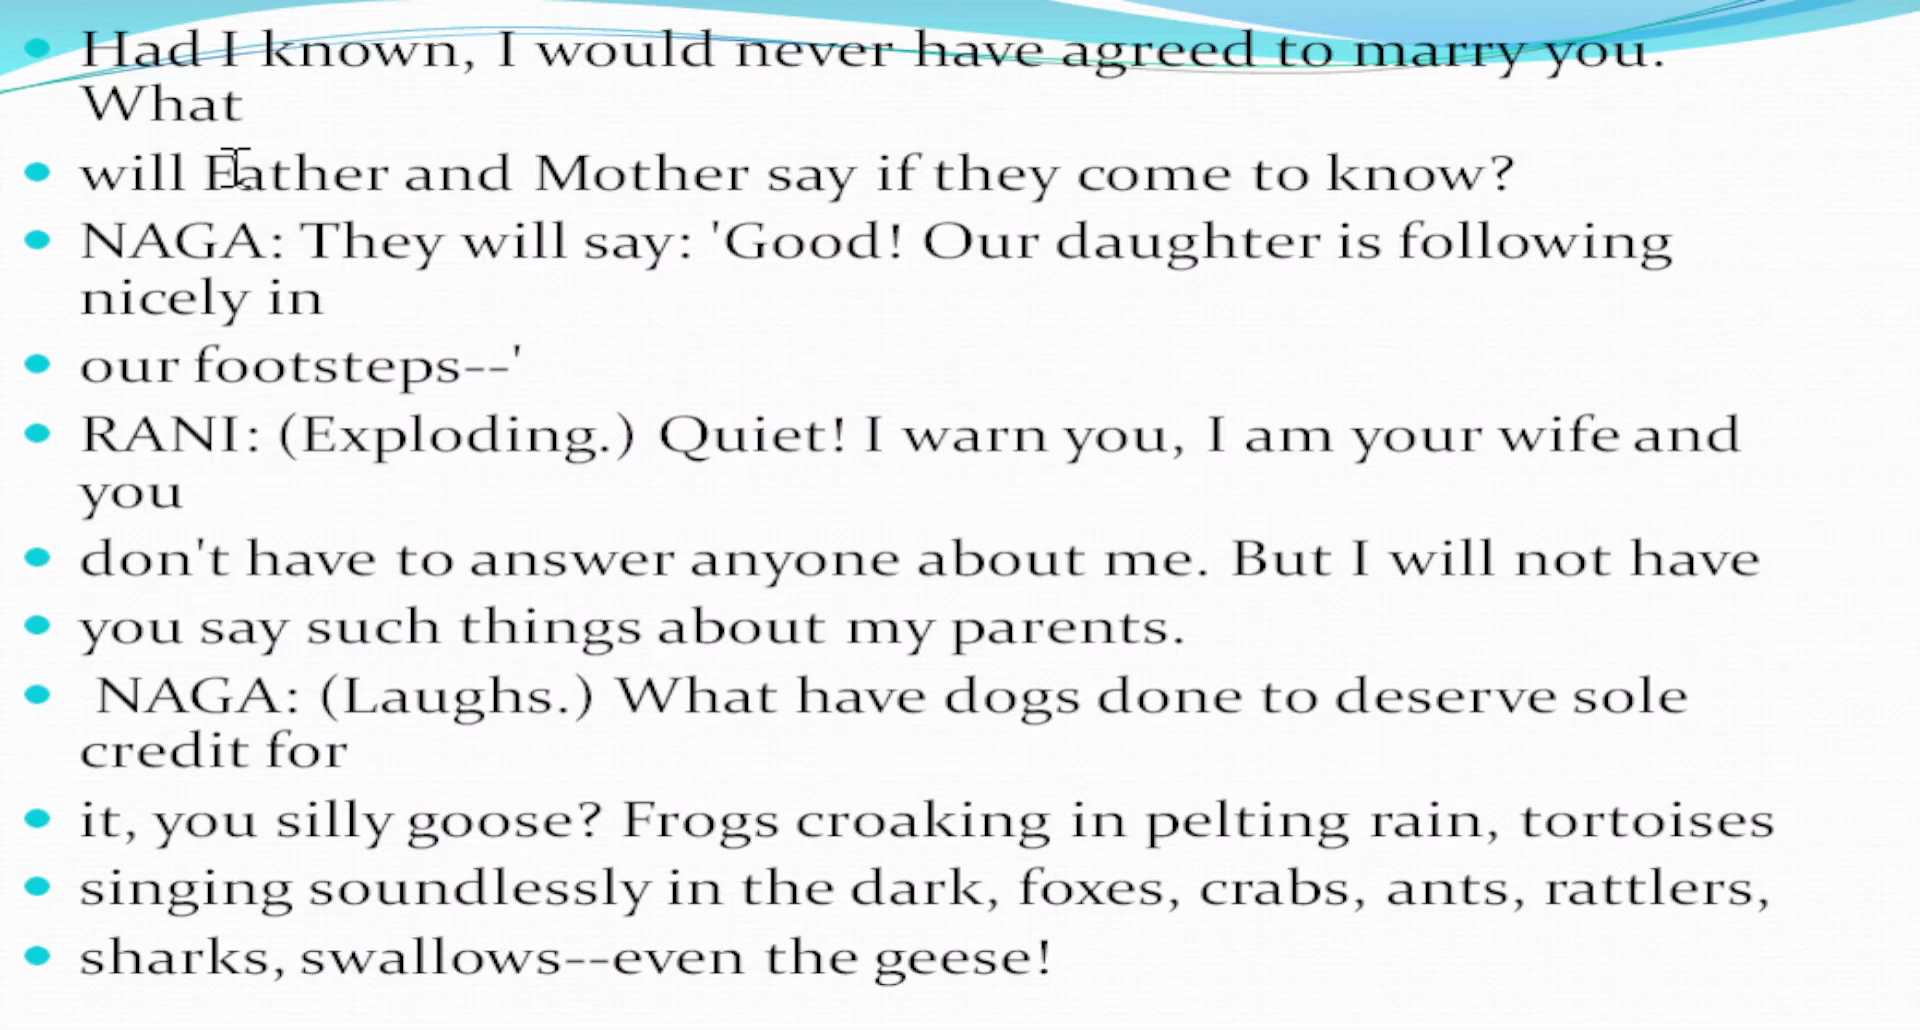 Had I known, I would never have agreed to marry you.
What
will Father and Mother say if they come to know?
NAGA: They will say: 'Good! Our daughter is following
nicely in
our footsteps--'
RANI: (Exploding.) Quiet! I warn you, I am your wife and
you
don't have to answer anyone about me. But I will not have
you say such things about my parents.
NAGA: (Laughs.) What have dogs done to deserve sole
credit for
it, you silly goose? Frogs croaking in pelting rain, tortoises
singing soundlessly in the dark, foxes, crabs, ants, rattlers,
sharks, swallows--even the geese!